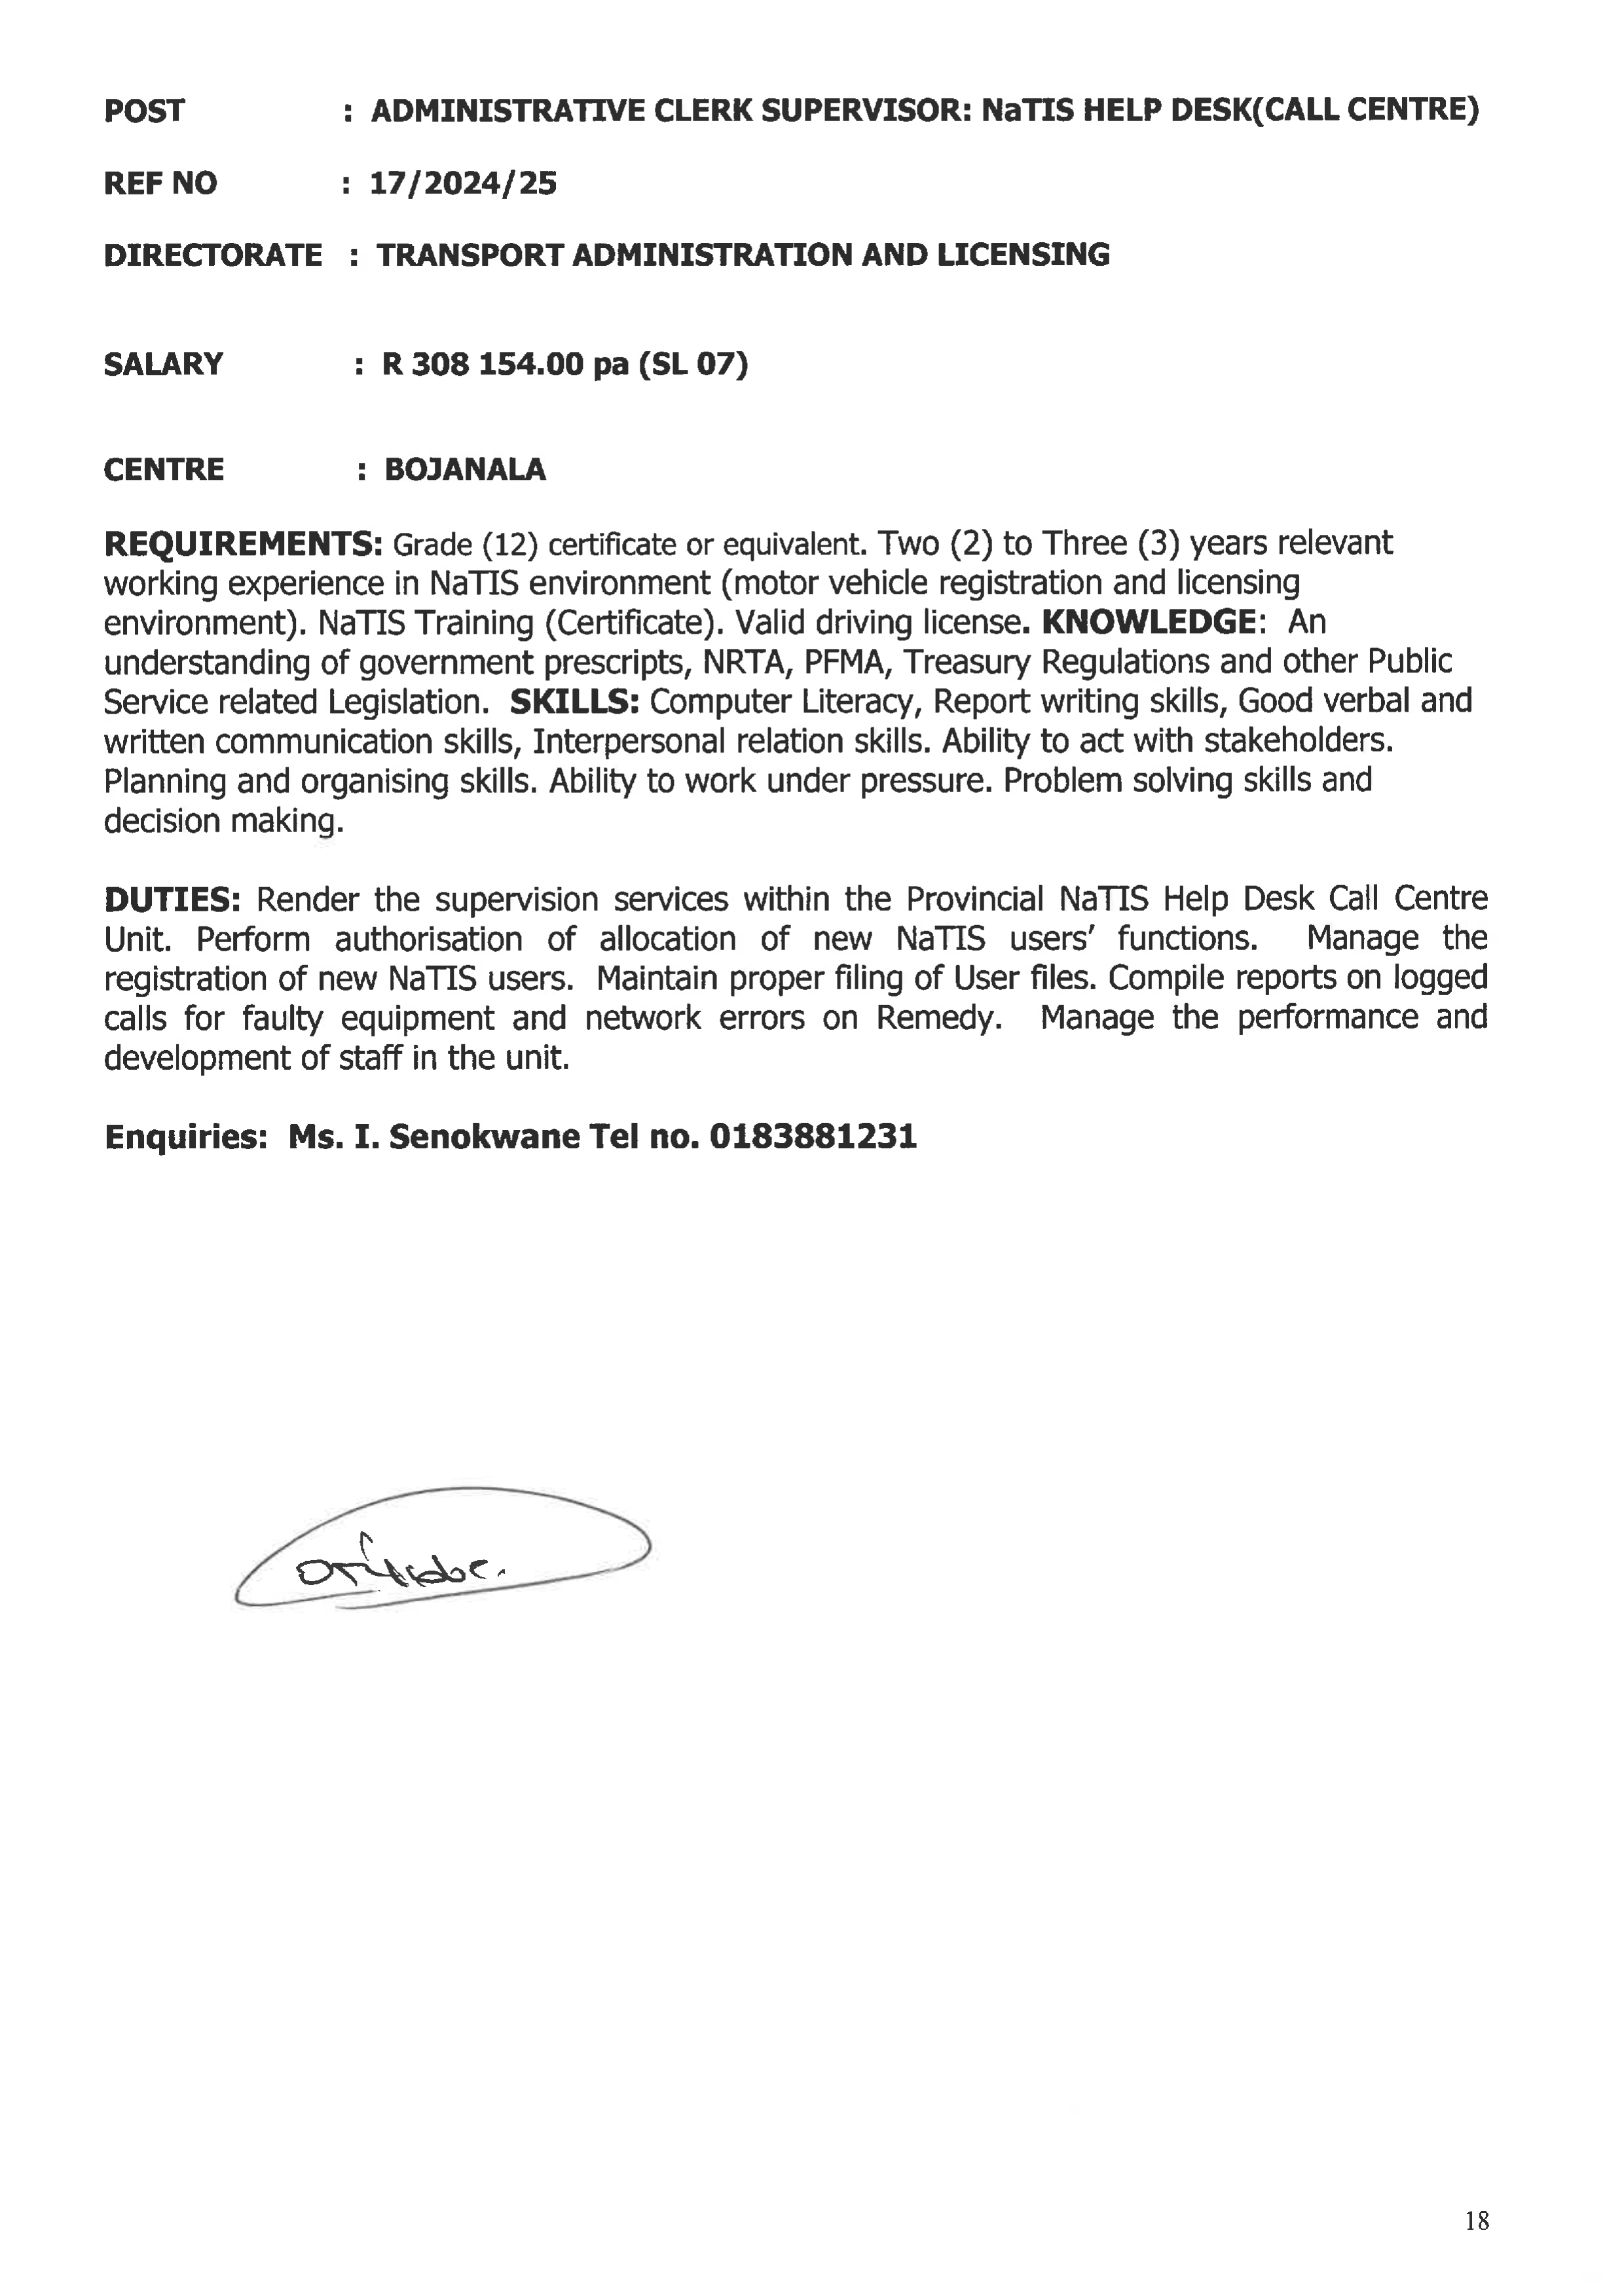 POST : ADMINISTRATIVE CLERK SUPERVISOR: NaTIS HELP DESK(CALL CENTRE)
REF NO : 17/2024/25
DIRECTORATE : TRANSPORT ADMINISTRATION AND LICENSING
SALARY : R 308 154.00 pa (SL 07)
CENTRE : BOJANALA
REQUIREMENTS: Grade (12) certificate or equivalent. Two (2) to Three (3) years relevant
working experience in NaTIS environment (motor vehicle registration and licensing
environment). NaTIS Training (Certificate). Valid driving license. KNOWLEDGE: An
understanding of government prescripts, NRTA, PFMA, Treasury Regulations and other Public
Service related Legislation. SKILLS: Computer Literacy, Report writing skills, Good verbal and
written communication skills, Interpersonal relation skills. Ability to act with stakeholders.
Planning and organising skills. Ability to work under pressure. Problem solving skills and
decision making.
DUTIES: Render the supervision services within the Provincial NaTIS Help Desk Call Centre
Unit. Perform authorisation of allocation of new NaTIS users' functions. Manage the
registration of new NaTIS users. Maintain proper filing of User files. Compile reports on logged
calls for faulty equipment and network errors on Remedy. Manage the performance and
development of staff in the unit.
Enquiries: Ms. I. Senokwane Tel no. 0183881231
18